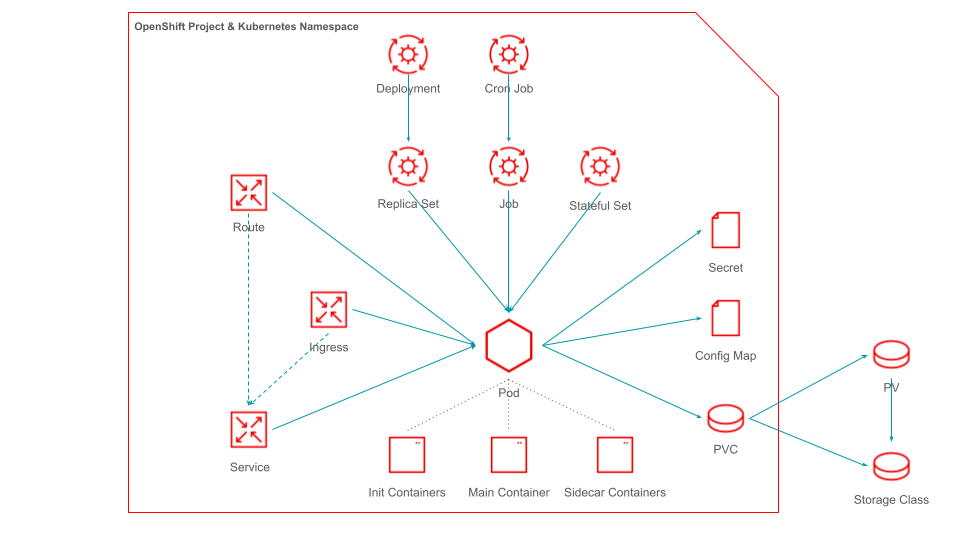 OpenShift Project & Kubernetes Namespace
Deployment
Cron Job
Replica Set
Job
Stateful Set
Route
Secret
Ingress
Config Map
PV
Pod
PVC
Service
Init Containers
Main Container
Sidecar Containers
Storage Class